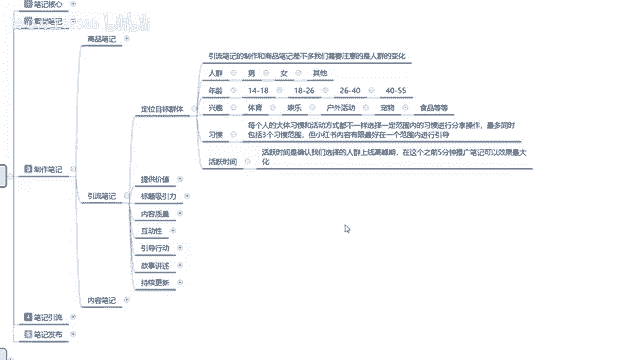 笔记核心
商品笔记
引流笔记的制作和商品笔记是不多我们需要注意的是人群的变化
人群 男 女 其他
年龄 14-18 18-26 26-40 40-55
定位目标群体
兴趣 体育 娱乐 户外活动 宠物 食品等等
习惯 每个人的大体习惯和活动方式都不一样选择一定范围内的习惯进行分享操作，最多同时
包括3个习惯范围，但小红书内容有限最好在一个范围内进行引导
活跃时间 活跃时间是确认我们选择的人群上线高峰期，在这个之前5分钟推广笔记可以效果最大
化
制作笔记
提供价值
引流笔记
标题吸引力
内容质量
互动性
引导行动
故事讲述
持续更新
内容笔记
笔记引流
笔记发布